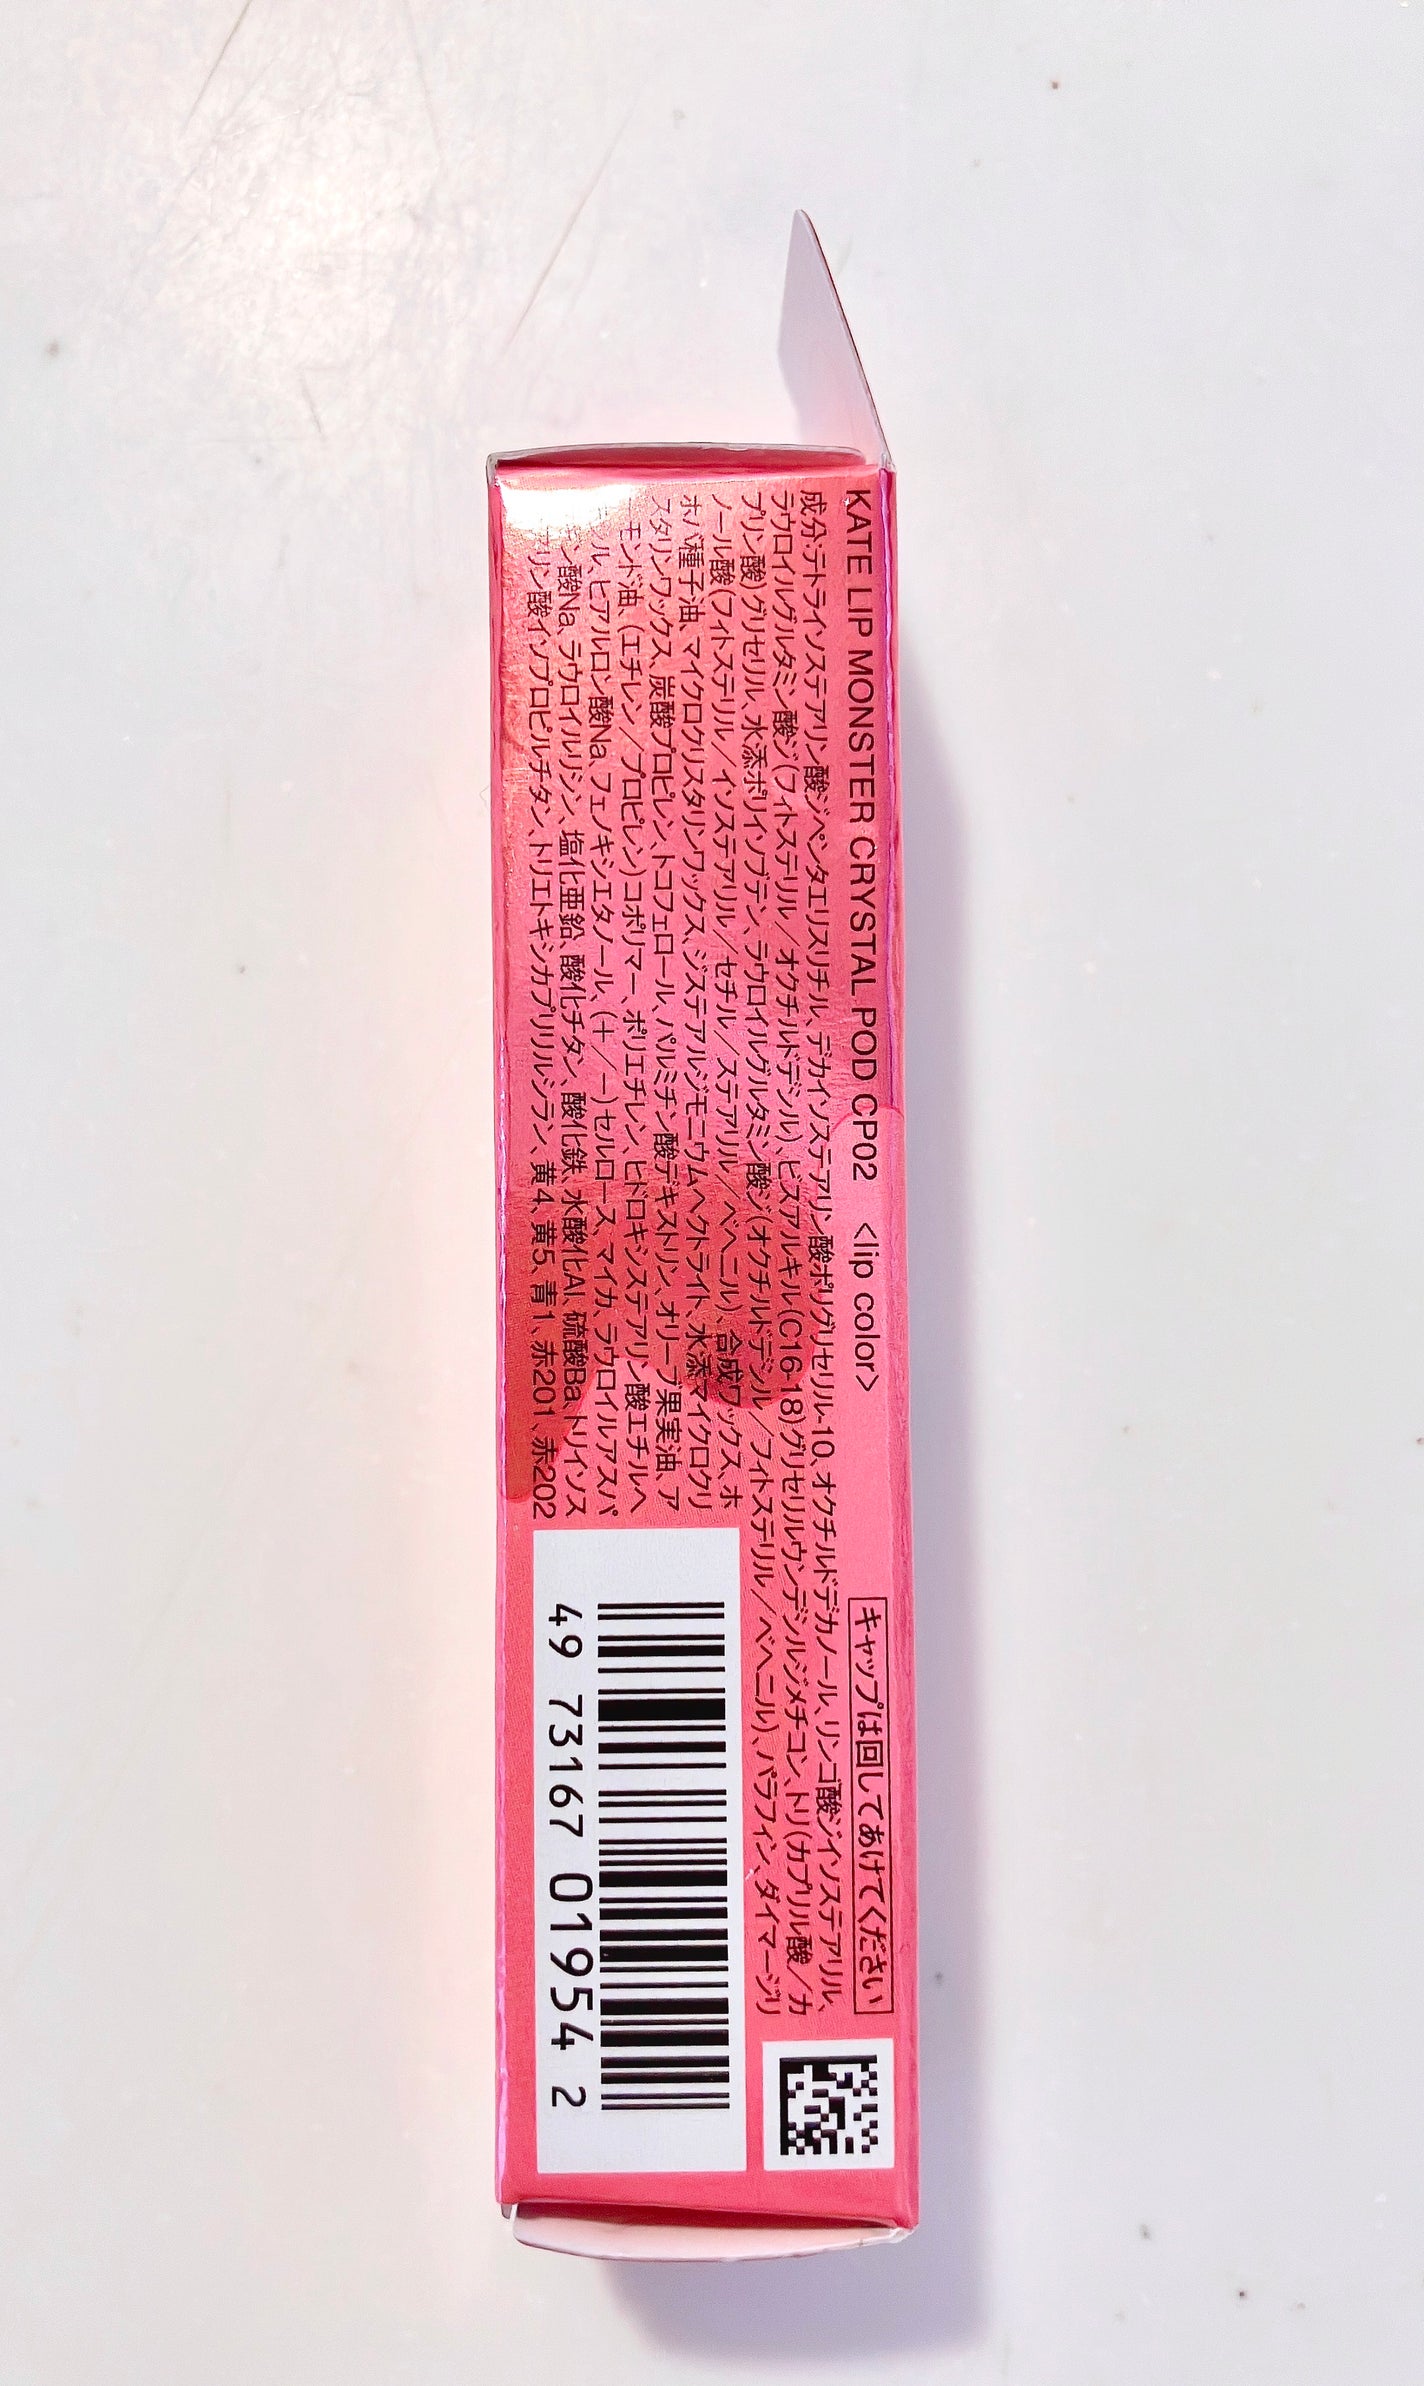 KATE LIP MONSTER CRYSTAL POD CP02 <lip color>
キャップは回してあけてください
成分:テトライソステアリン酸ジペンタエリスリチル、デカイソステアリン酸ポリグリセリル-10、オクチルドデカノール、リンゴ酸ジイソステアリル、
ラウロイルグルタミン酸ジ(フィトステリル/オクチルドデシル)、ビスアルキル(C16-18)グリセリルウンデシルジメチコン、トリ(カプリル酸/カ
プリン酸)グリセリル、水添ポリイソブテン、ラウロイルグルタミン酸ジ(オクチルドデシル/フィトステリル/ベヘニル)、パラフィン、ダイマージリ
ノール酸(フィトステリル/イソステアリル/セチル/ステアリル/ベヘニル)、合成ワックス、ホ
ホバ種子油、マイクロクリスタリンワックス、ジステアルジモニウムヘクトライト、水添マイクロクリ
スタリンワックス、炭酸プロピレン、トコフェロール、パルミチン酸デキストリン、オリーブ果実油、ア
ーモンド油、(エチレン/プロピレン)コポリマー、ポリエチレン、ヒドロキシステアリン酸エチルヘ
シル、ヒアルロン酸Na、フェノキシエタノール、(+/-)セルロース、マイカ、ラウロイルアスパ
ギン酸Na、ラウロイルリシン、塩化亜鉛、酸化チタン、酸化鉄、水酸化Al、硫酸Ba、トリイソス
リン酸イソプロピルチタン、トリエトキシカプリリルシラン、黄4、黄5、青1、赤201、赤202
49 73167 01954 2